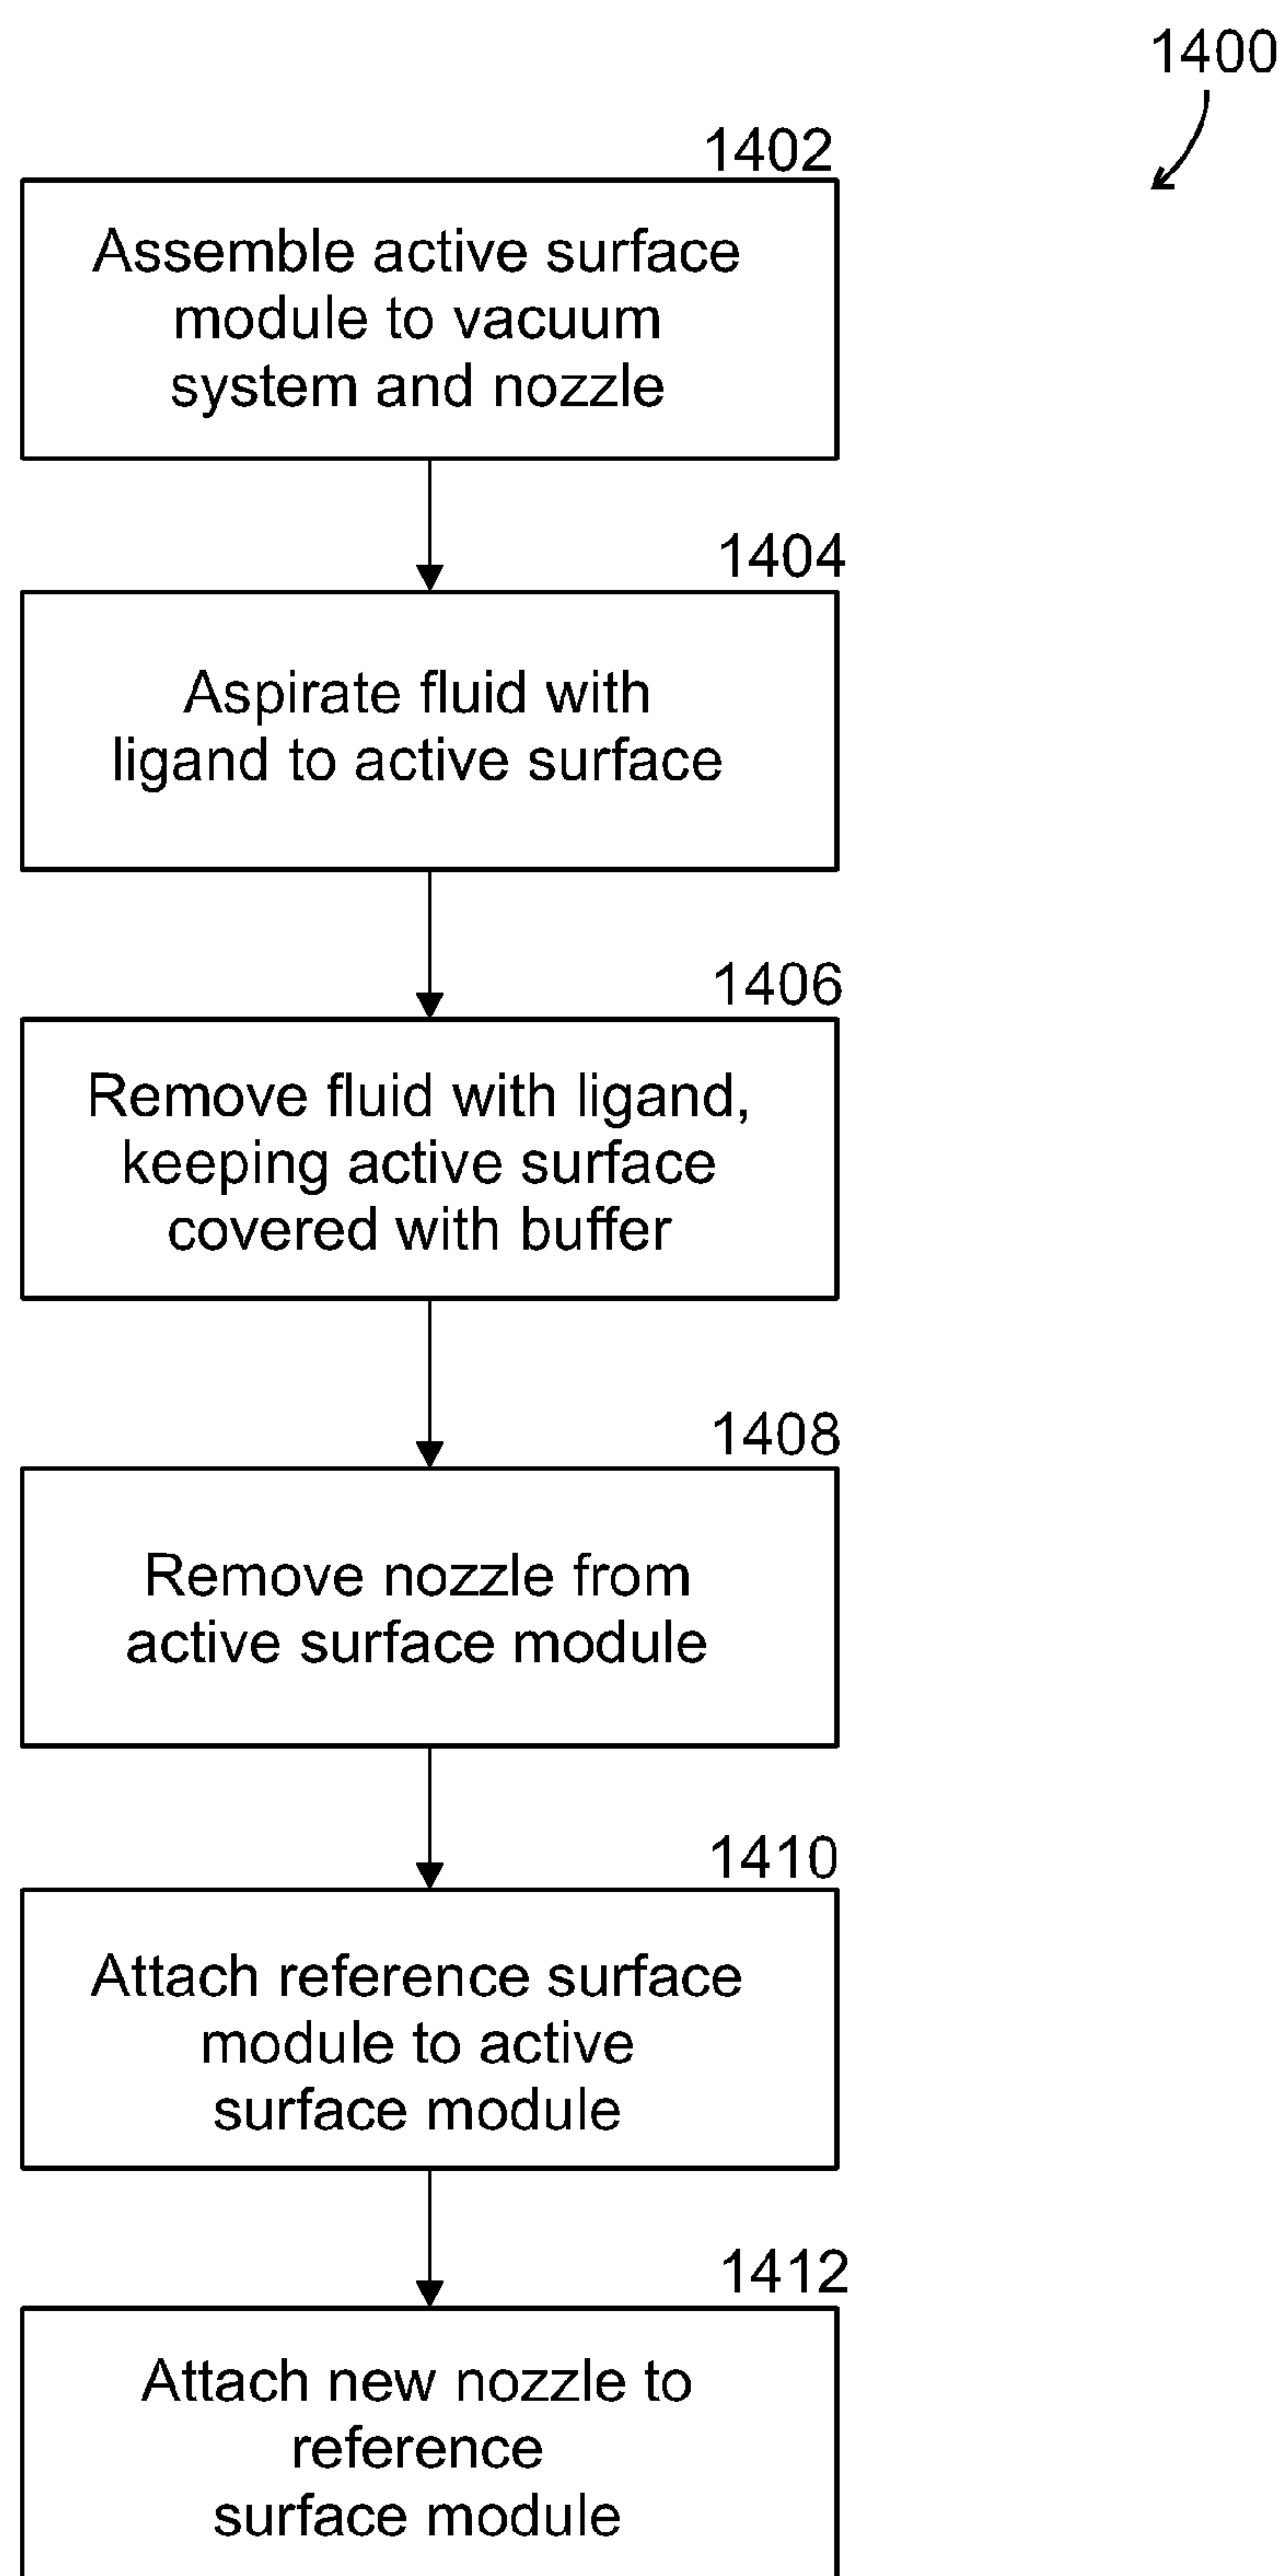 1400
1402
Assemble active surface
module to vacuum
system and nozzle
1404
Aspirate fluid with
ligand to active surface
1406
Remove fluid with ligand,
keeping active surface
covered with buffer
1408
Remove nozzle from
active surface module
1410
Attach reference surface
module to active
surface module
1412
Attach new nozzle to
reference
surface module